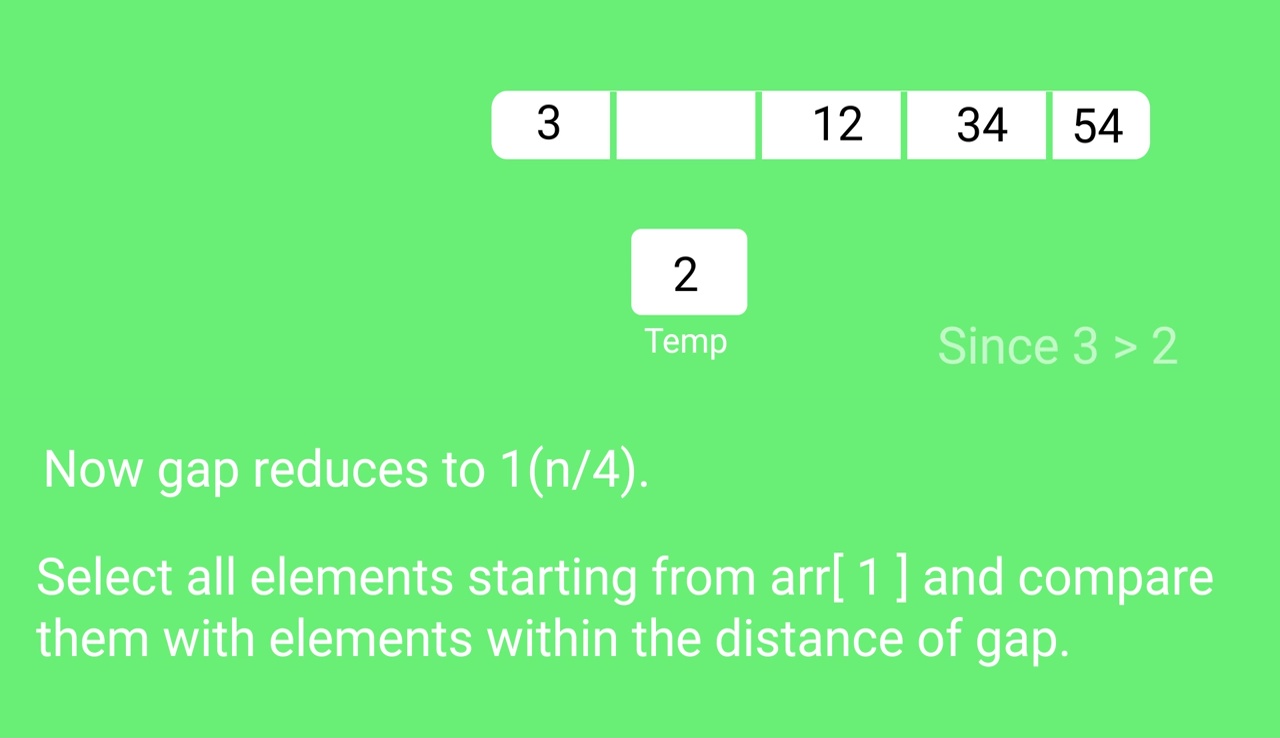 3 12 34 54
2
Temp
Since 3 > 2
Now gap reduces to 1(n/4).
Select all elements starting from arr[ 1 ] and compare
them with elements within the distance of gap.